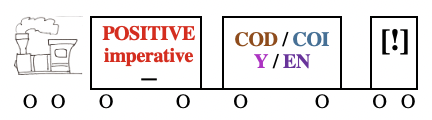 POSITIVE
imperative
–
COD / COI
Y / EN
[!]
O O O O O O O O